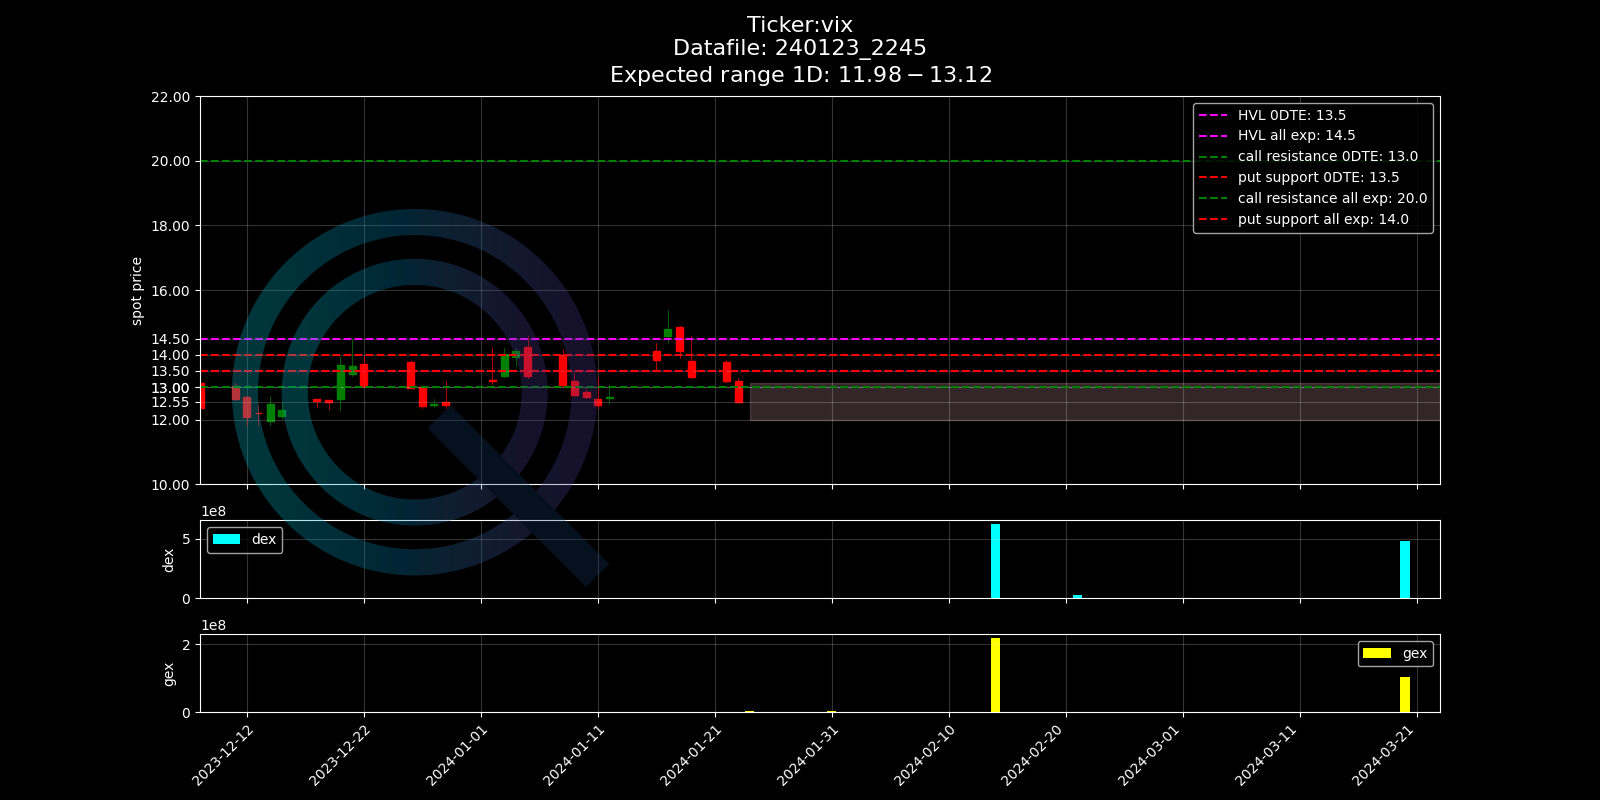 Ticker:vix
Datafile: 240123_2245
Expected range 1D: 11.98 − 13.12
22.00
20.00
18.00
16.00
14.50
14.00
13.50
13.00
12.55
12.00
10.00
spot price
HVL 0DTE: 13.5
HVL all exp: 14.5
call resistance 0DTE: 13.0
put support 0DTE: 13.5
call resistance all exp: 20.0
put support all exp: 14.0
1e8
5
0
dex
dex
1e8
2
0
gex
gex
2023-12-12
2023-12-22
2024-01-01
2024-01-11
2024-01-21
2024-01-31
2024-02-10
2024-02-20
2024-03-01
2024-03-11
2024-03-21